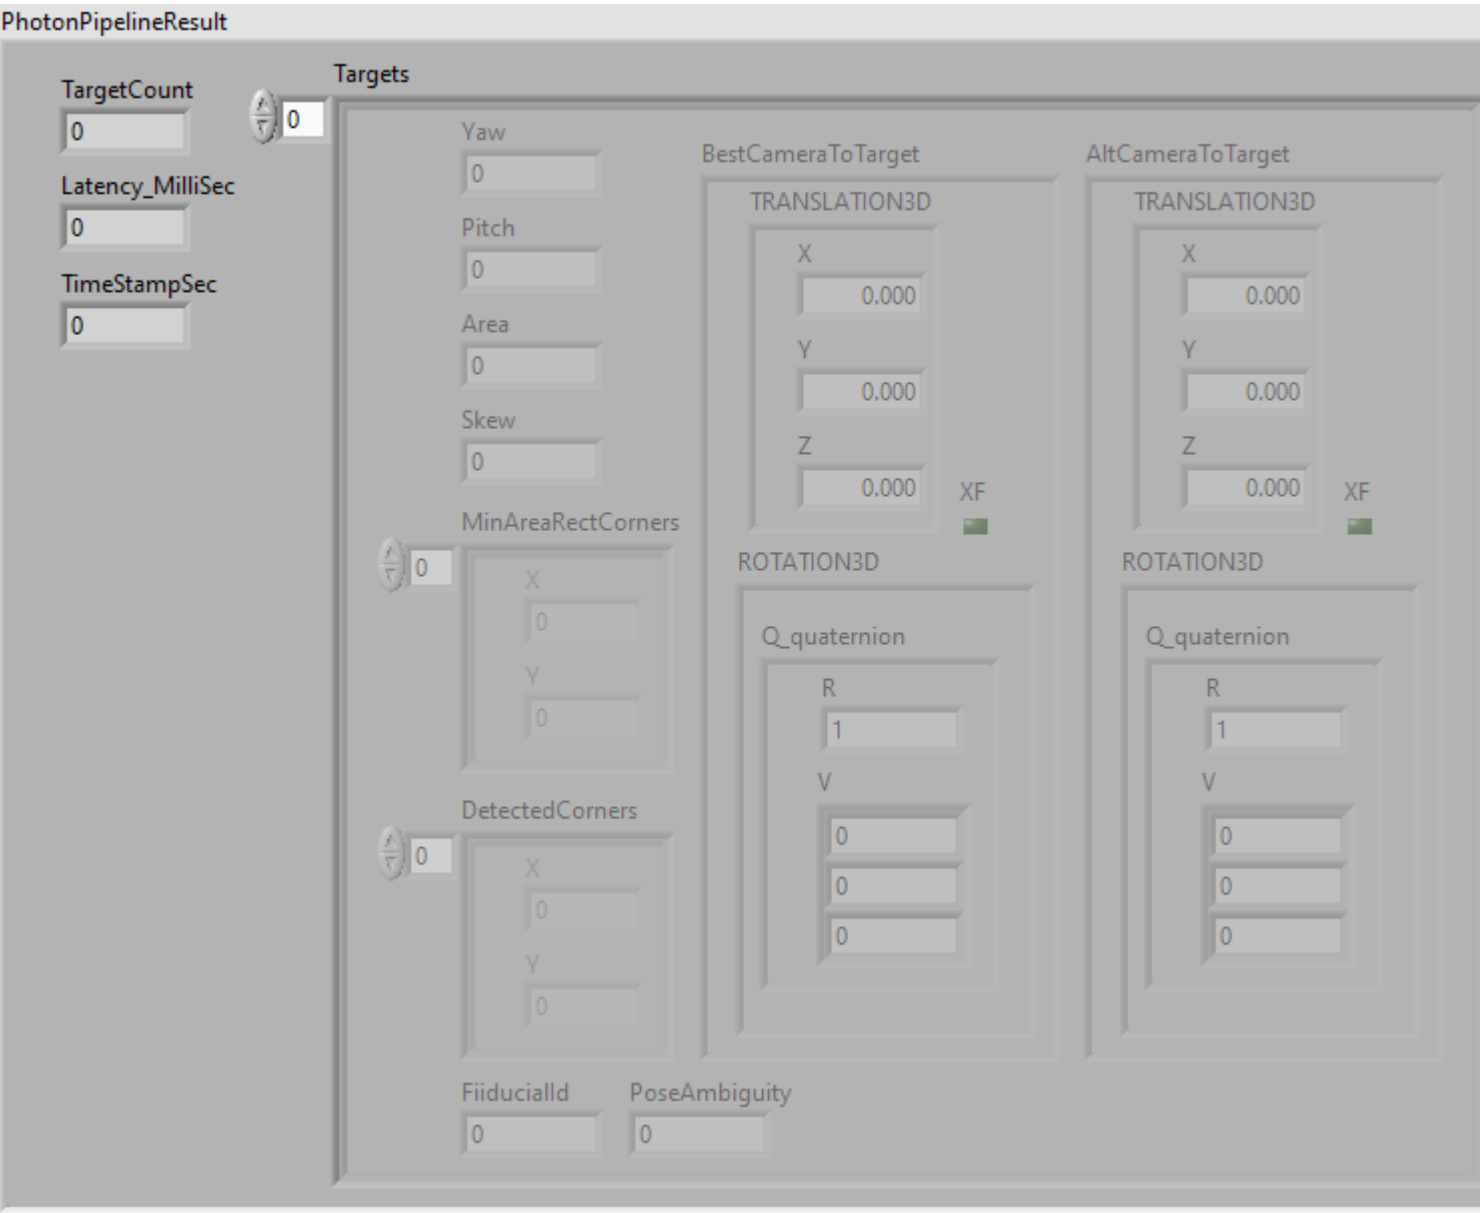 PhotonPipelineResult
TargetCount
0
Latency_MilliSec
0
TimeStampSec
0
Targets
0
Yaw
0
Pitch
0
Area
0
Skew
0
MinAreaRectCorners
0
X
0
Y
0
DetectedCorners
0
X
0
Y
0
FiiducialId
0
PoseAmbiguity
0
BestCameraToTarget
TRANSLATION3D
X
0.000
Y
0.000
Z
0.000
XF
ROTATION3D
Q_quaternion
R
1
V
0
0
0
AltCameraToTarget
TRANSLATION3D
X
0.000
Y
0.000
Z
0.000
XF
ROTATION3D
Q_quaternion
R
1
V
0
0
0